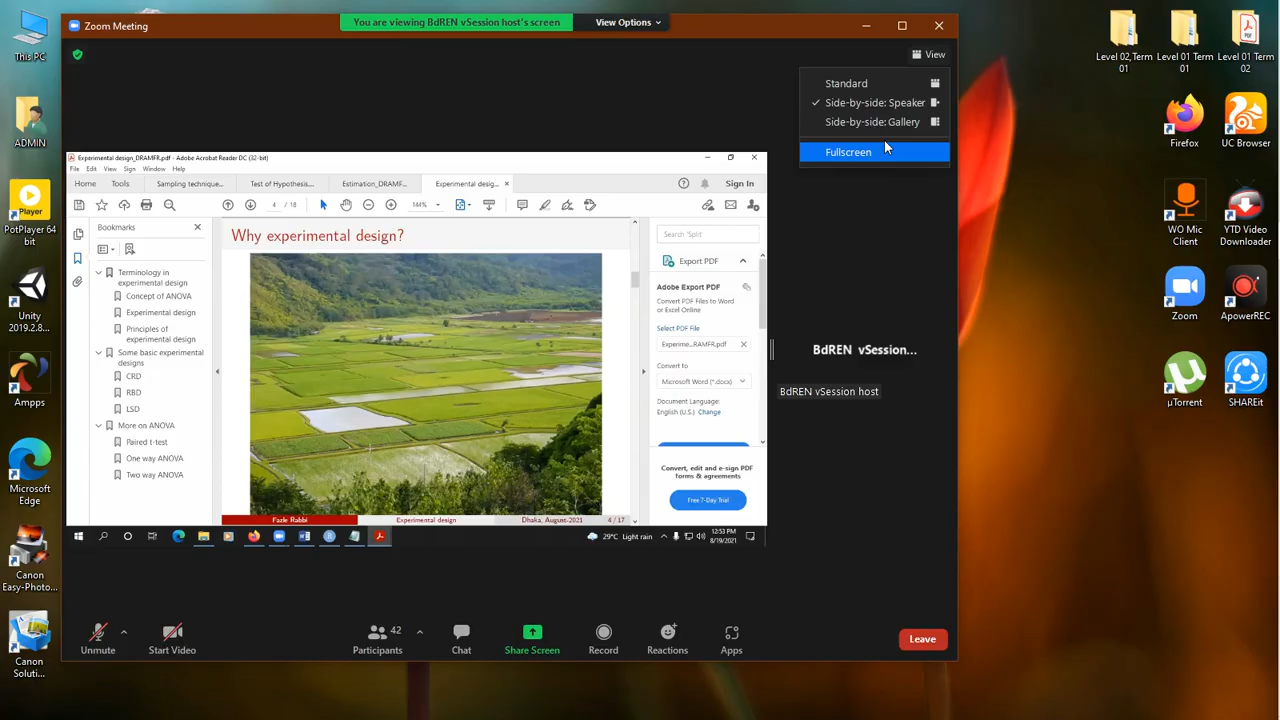 This PC
ADMIN
PotPlayer 64
bit
Unity
2019.2.8...
Ampps
Microsoft
Edge
Canon
Easy-Photo...
Canon
Soluti...
Zoom Meeting
You are viewing BdREN vSession host's screen
View Options
View
Standard
Side-by-side: Speaker
Side-by-side: Gallery
Fullscreen
Experimental design_DRAMFR.pdf - Adobe Acrobat Reader DC (32-bit)
File Edit View Sign Window Help
Home Tools Sampling technique... Test of Hypothesis.... Estimation_DRAMF... Experimental desig... Sign In
4 / 18 144%
Bookmarks
Terminology in
experimental design
Concept of ANOVA
Experimental design
Principles of
experimental design
Some basic experimental
designs
CRD
RBD
LSD
More on ANOVA
Paired t-test
One way ANOVA
Two way ANOVA
Why experimental design?
Fazle Rabbi Experimental design Dhaka, August-2021 4 / 17
Search 'Split
Export PDF
Adobe Export PDF
Convert PDF Files to Word
or Excel Online
Select PDF File
Experime...RAMFR.pdf
Convert to
Microsoft Word (*.docx)
Document Language:
English (U.S.) Change
Convert, edit and e-sign PDF
forms & agreements
Free 7-Day Trial
29°C Light rain
12:53 PM
8/19/2021
BdREN vSession...
BdREN vSession host
Unmute
Start Video
42
Participants
Chat
Share Screen
Record
Reactions
Apps
Leave
Level 02,Term
01
Level 01 Term
01
Level 01 Term
02
Firefox
UC Browser
WO Mic
Client
YTD Video
Downloader
Zoom
ApowerREC
µTorrent
SHAREit